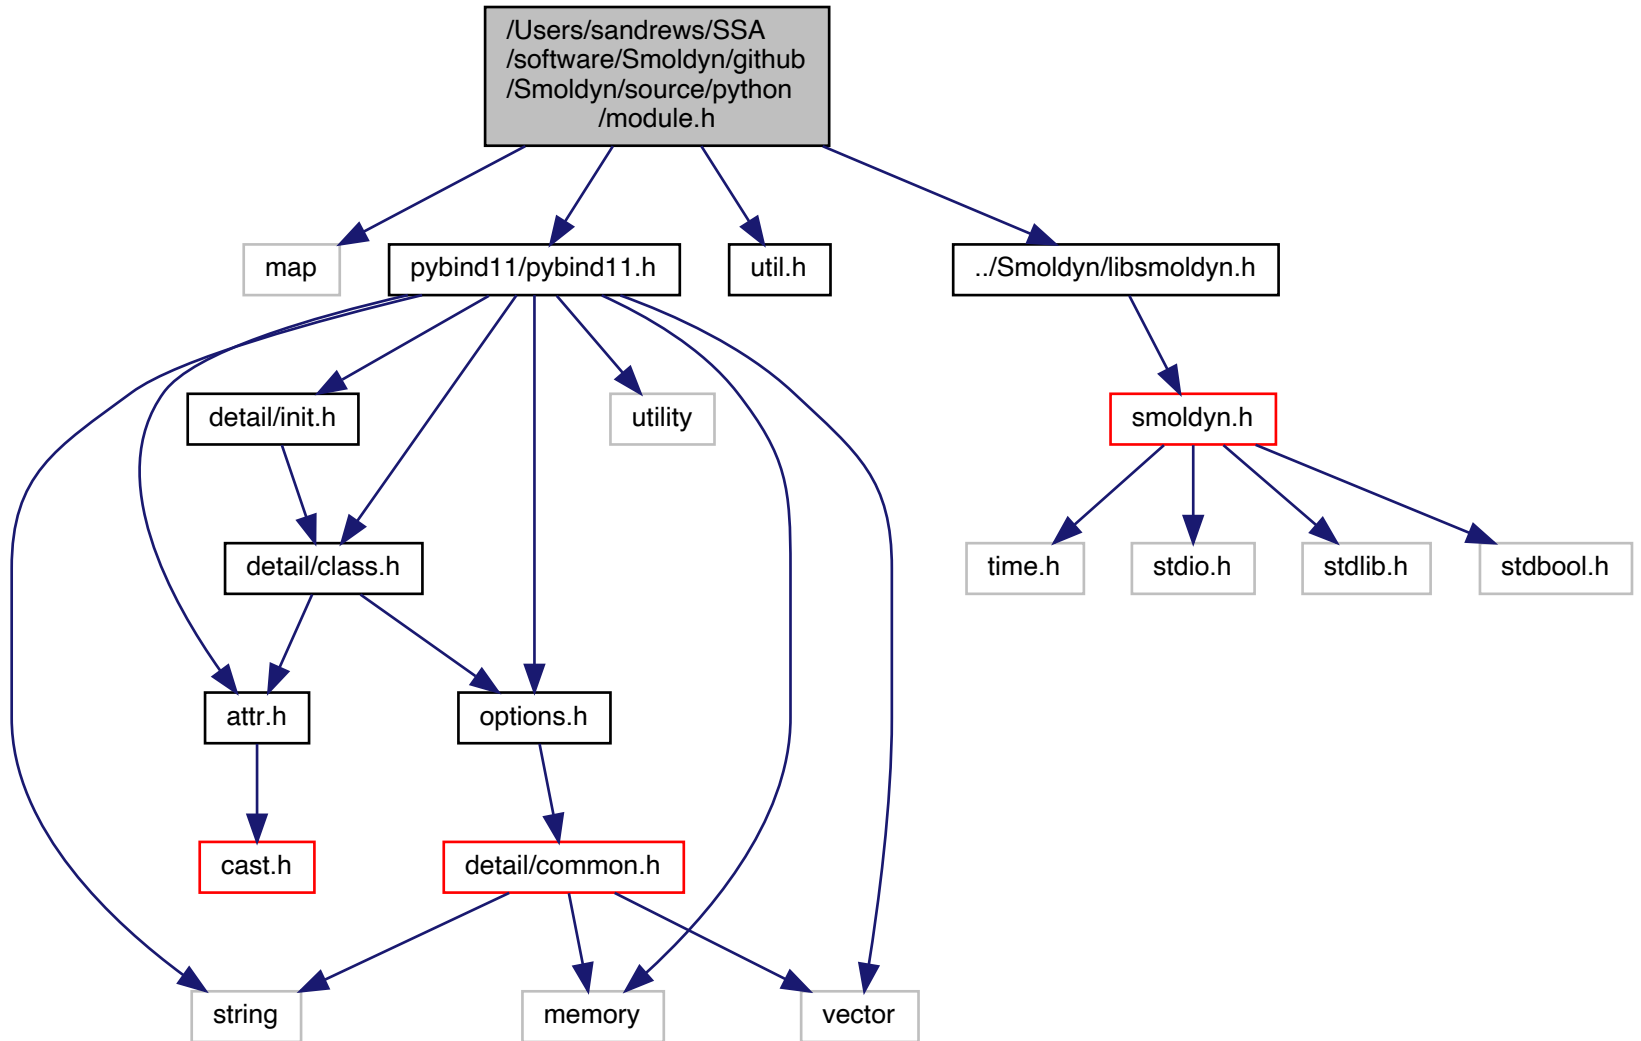 /Users/sandrews/SSA
/software/Smoldyn/github
/Smoldyn/source/python
/module.h
map
pybind11/pybind11.h
util.h
../Smoldyn/libsmoldyn.h
detail/init.h
utility
smoldyn.h
detail/class.h
time.h
stdio.h
stdlib.h
stdbool.h
attr.h
options.h
cast.h
detail/common.h
string
memory
vector